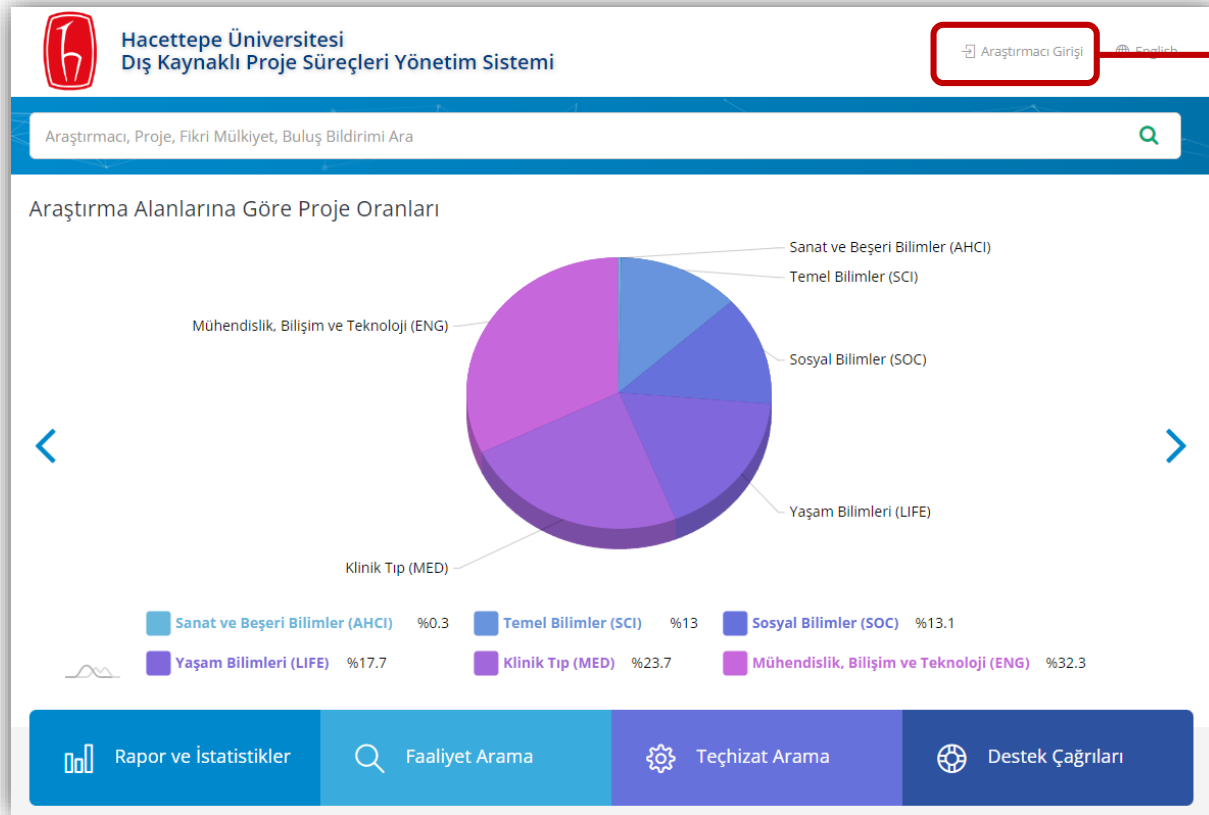 Hacettepe Üniversitesi
Dış Kaynaklı Proje Süreçleri Yönetim Sistemi
Araştırmacı Girişi
English
Araştırmacı, Proje, Fikri Mülkiyet, Buluş Bildirimi Ara
Araştırma Alanlarına Göre Proje Oranları
Sanat ve Beşeri Bilimler (AHCI)
Temel Bilimler (SCI)
Mühendislik, Bilişim ve Teknoloji (ENG)
Sosyal Bilimler (SOC)
Yaşam Bilimleri (LIFE)
Klinik Tıp (MED)
Sanat ve Beşeri Bilimler (AHCI) %0.3 Temel Bilimler (SCI) %13 Sosyal Bilimler (SOC) %13.1
Yaşam Bilimleri (LIFE) %17.7 Klinik Tıp (MED) %23.7 Mühendislik, Bilişim ve Teknoloji (ENG) %32.3
Rapor ve İstatistikler Faaliyet Arama Teçhizat Arama Destek Çağrıları